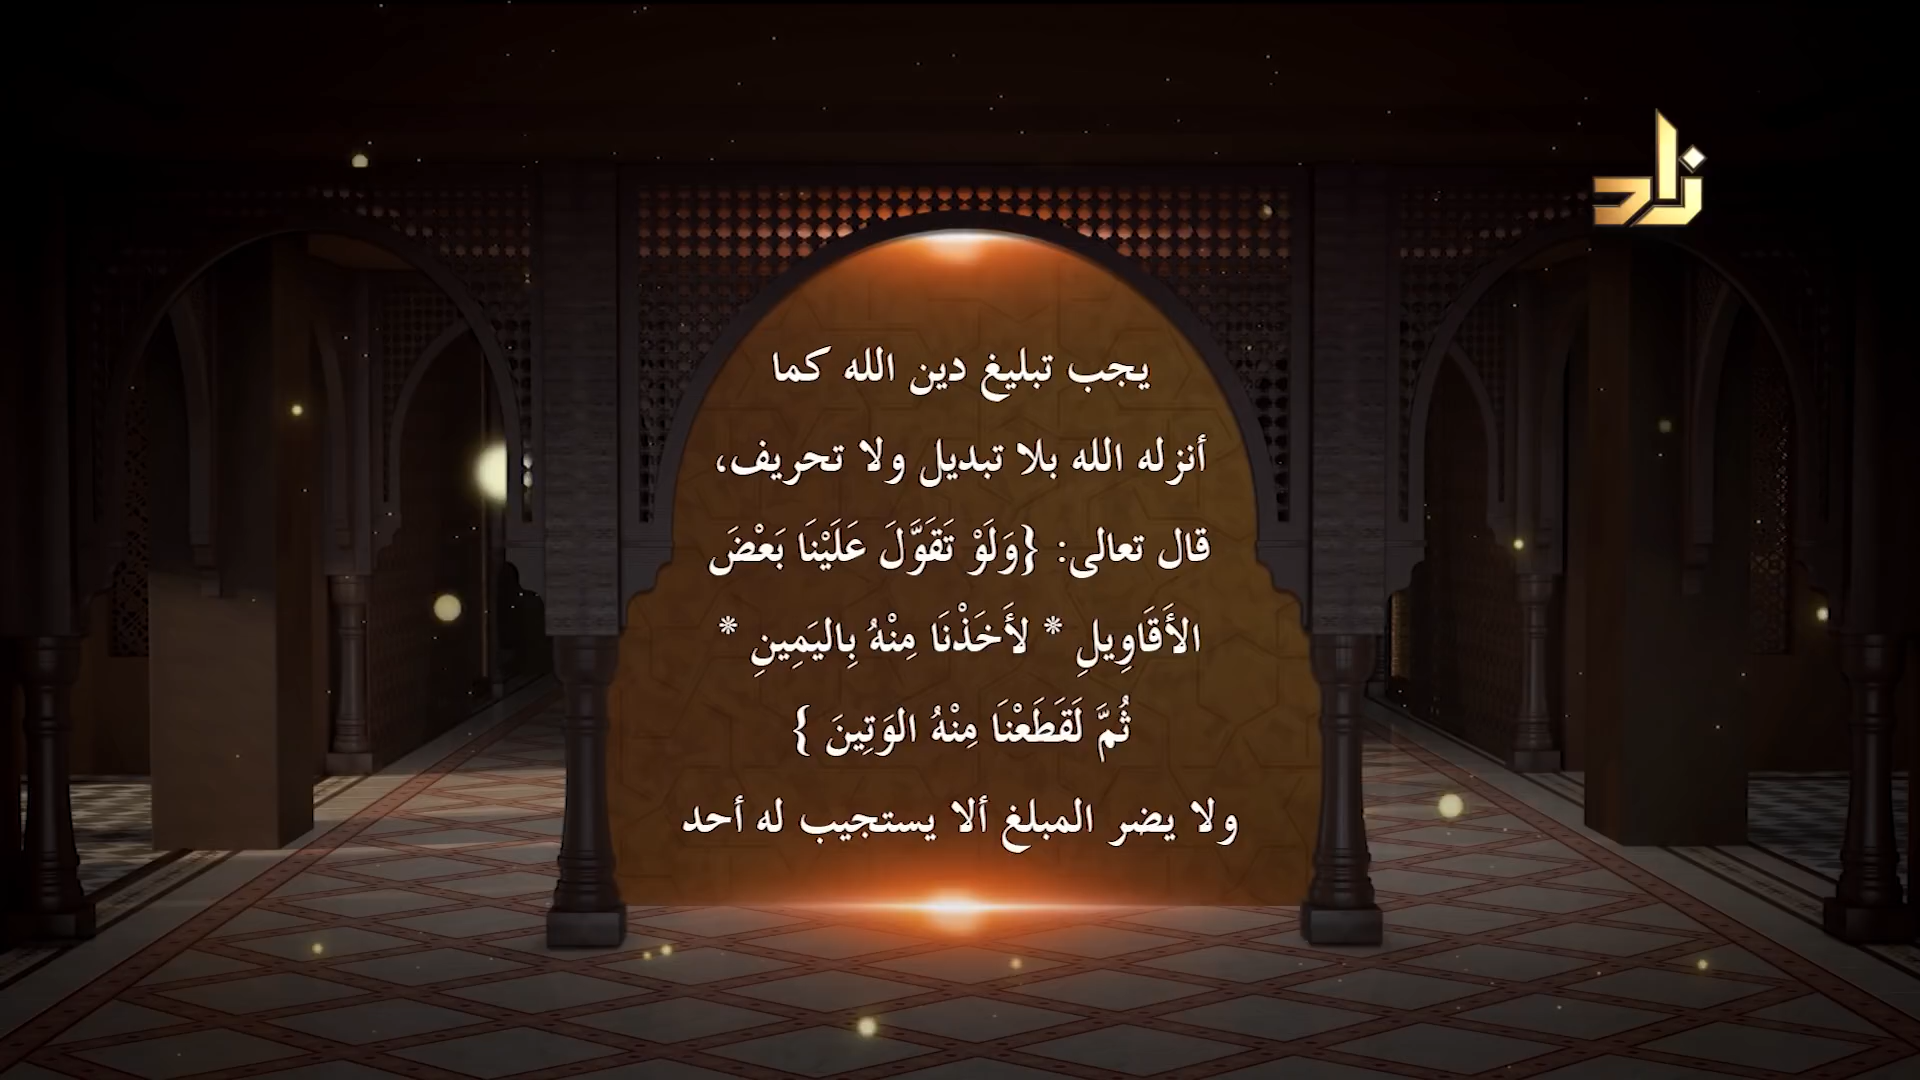 زاد
يجب تبليغ دين الله كما
أنزله الله بلا تبديل ولا تحريف،
قال تعالى: {وَلَوْ تَقَوَّلَ عَلَيْنَا بَعْضَ
الأَقَاوِيلِ * لأَخَذْنَا مِنْهُ بِاليَمِينِ *
ثُمَّ لَقَطَعْنَا مِنْهُ الوَتِينَ }
ولا يضر المبلغ ألا يستجيب له أحد